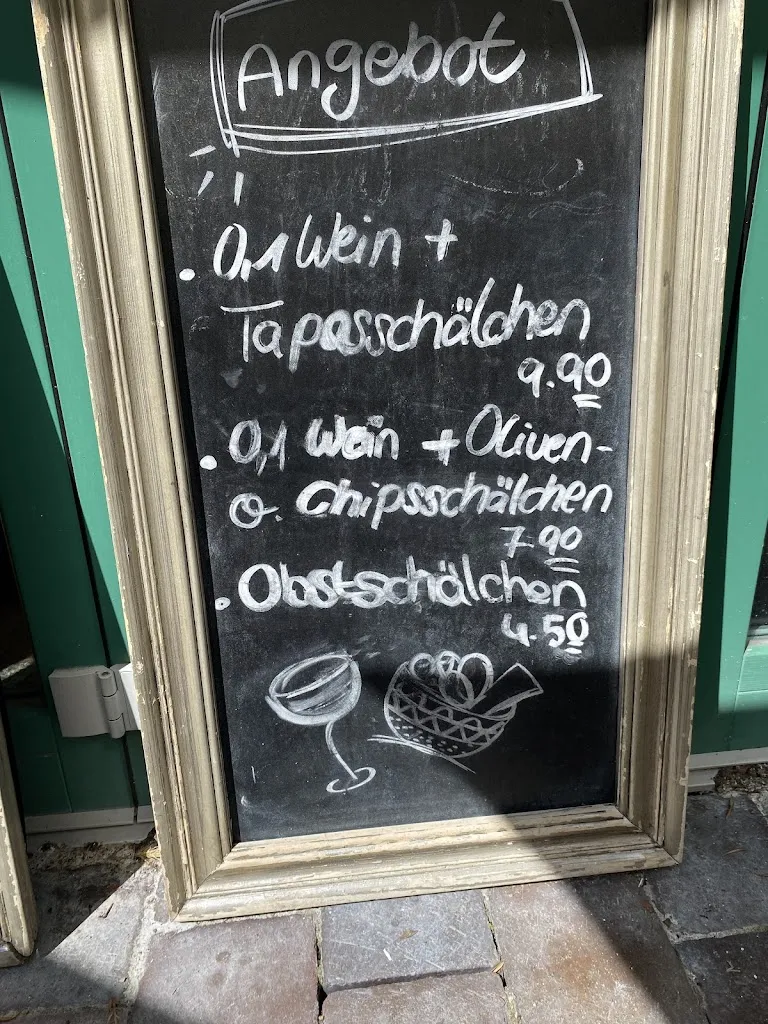 Angebot
. 0,1 Wein +
Tapasschälchen
9.90
. 0,1 Wein + Oliven-
o. Chipsschälchen
7.90
. Obstschälchen
4.50